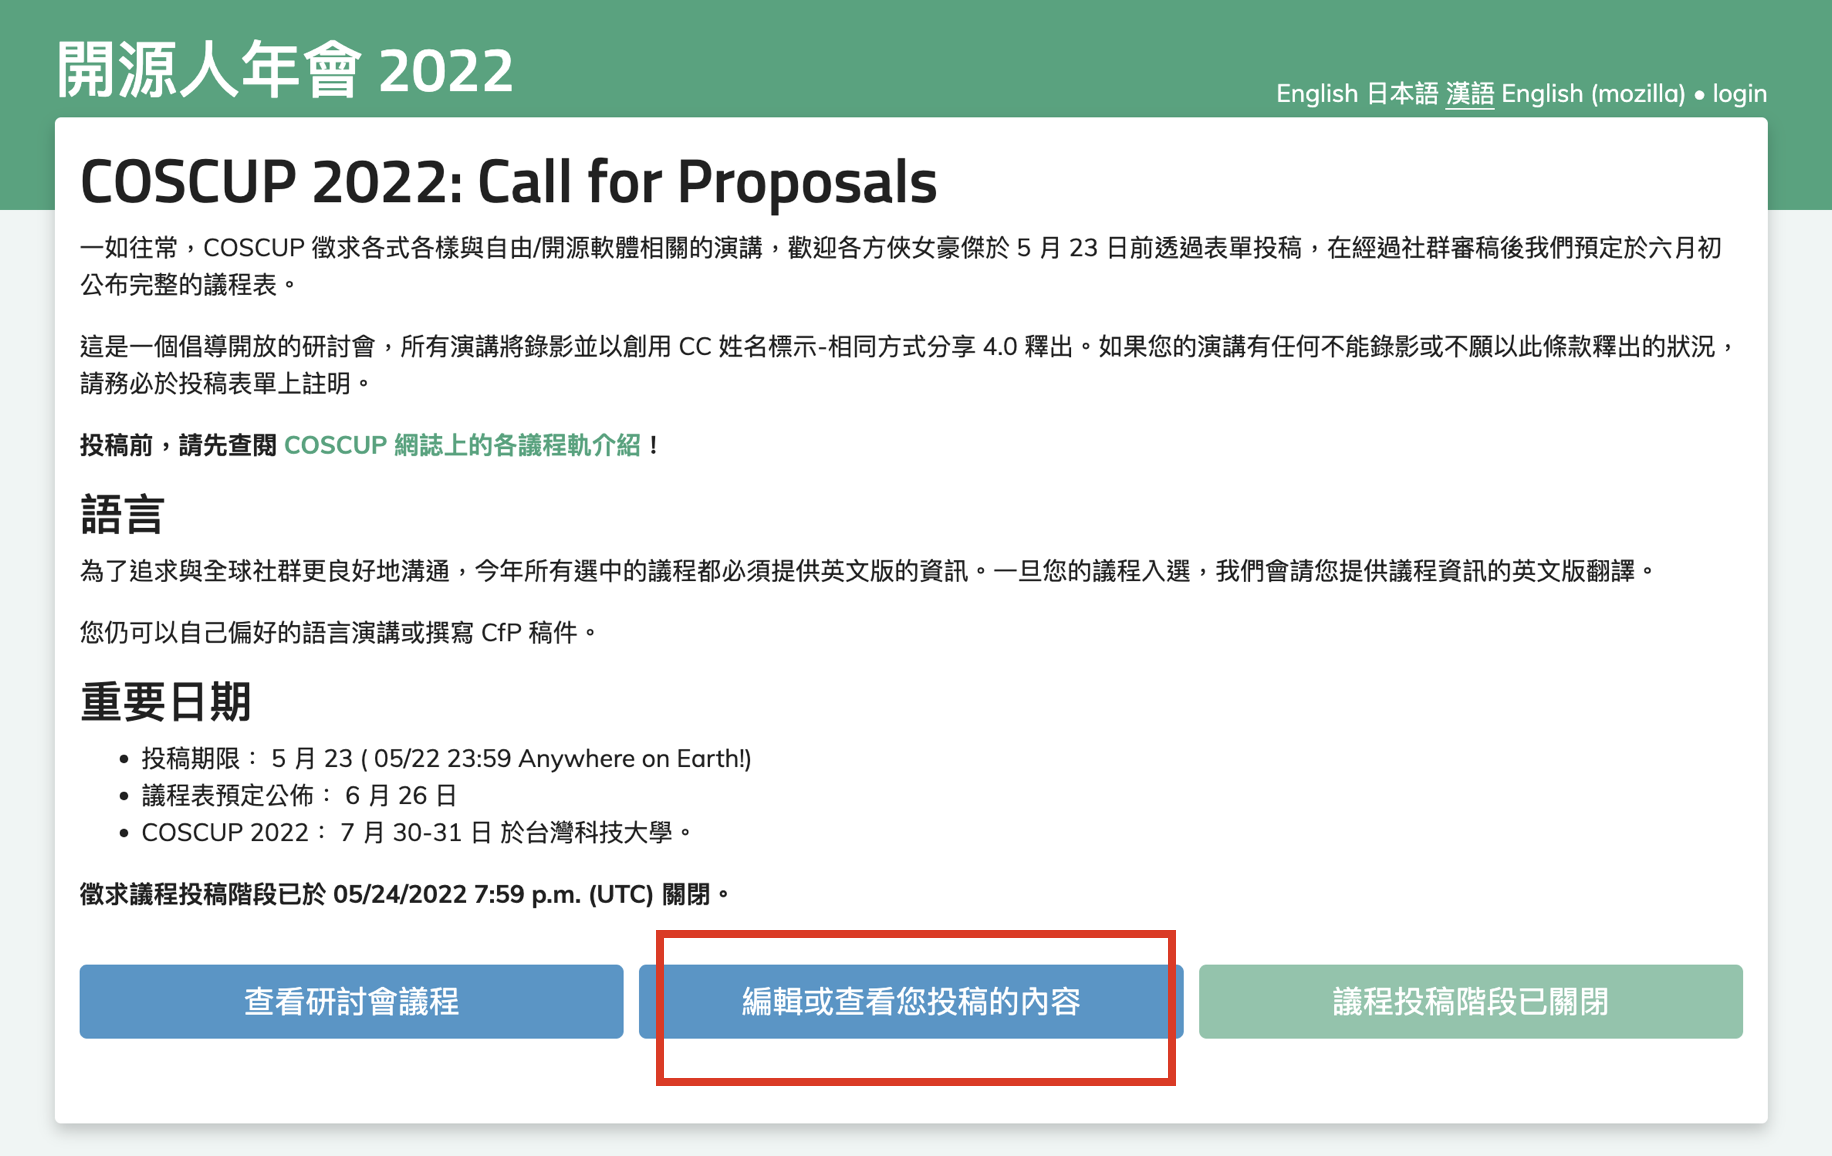 開源人年會 2022
English 日本語 漢語 English (mozilla) • login
COSCUP 2022: Call for Proposals
一如往常，COSCUP 徵求各式各樣與自由/開源軟體相關的演講，歡迎各方俠女豪傑於 5 月 23 日前透過表單投稿，在經過社群審稿後我們預定於六月初
公布完整的議程表。
這是一個倡導開放的研討會，所有演講將錄影並以創用 CC 姓名標示-相同方式分享 4.0 釋出。如果您的演講有任何不能錄影或不願以此條款釋出的狀況，
請務必於投稿表單上註明。
投稿前，請先查閱 COSCUP 網誌上的各議程軌介紹！
語言
為了追求與全球社群更良好地溝通，今年所有選中的議程都必須提供英文版的資訊。一旦您的議程入選，我們會請您提供議程資訊的英文版翻譯。
您仍可以自己偏好的語言演講或撰寫 CfP 稿件。
重要日期
• 投稿期限： 5 月 23 ( 05/22 23:59 Anywhere on Earth!)
• 議程表預定公佈： 6 月 26 日
• COSCUP 2022： 7 月 30-31 日 於台灣科技大學。
徵求議程投稿階段已於 05/24/2022 7:59 p.m. (UTC) 關閉。
查看研討會議程
編輯或查看您投稿的內容
議程投稿階段已關閉